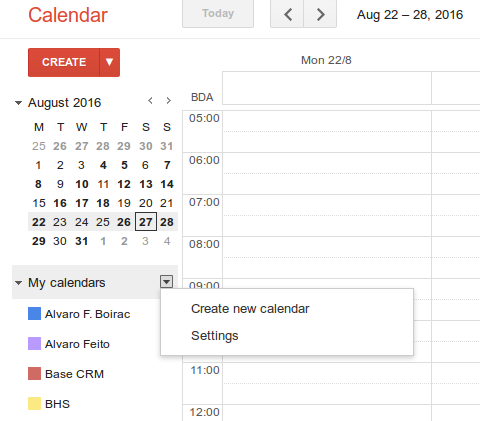 Calendar
Today
Aug 22 – 28, 2016
CREATE
Mon 22/8
August 2016
BDA
M T W T F S S
25 26 27 28 29 30 31
1 2 3 4 5 6 7
8 9 10 11 12 13 14
15 16 17 18 19 20 21
22 23 24 25 26 27 28
29 30 31 1 2 3 4
05:00
06:00
07:00
08:00
09:00
My calendars
Create new calendar
Settings
Alvaro F. Boirac
Alvaro Feito
Base CRM
BHS
11:00
12:00